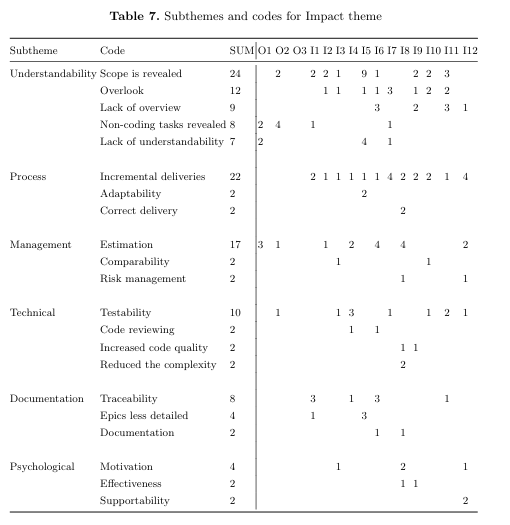 Table 7. Subthemes and codes for Impact theme
Subtheme Code SUM O1 O2 O3 I1 I2 I3 I4 I5 I6 I7 I8 I9 I10 I11 I12
Understandability Scope is revealed 24 2 2 2 1 9 1 2 2 3
Overlook 12 1 1 1 1 3 1 2 2
Lack of overview 9 3 2 3 1
Non-coding tasks revealed 8 2 4 1 1
Lack of understandability 7 2 4 1
Process Incremental deliveries 22 2 1 1 1 1 1 4 2 2 2 1 4
Adaptability 2 2
Correct delivery 2 2
Management Estimation 17 3 1 1 2 4 4 2
Comparability 2 1 1
Risk management 2 1 1
Technical Testability 10 1 1 3 1 1 2 1
Code reviewing 2 1 1
Increased code quality 2 1 1
Reduced the complexity 2 2
Documentation Traceability 8 3 1 3 1
Epics less detailed 4 1 3
Documentation 2 1 1
Psychological Motivation 4 1 2 1
Effectiveness 2 1 1
Supportability 2 2